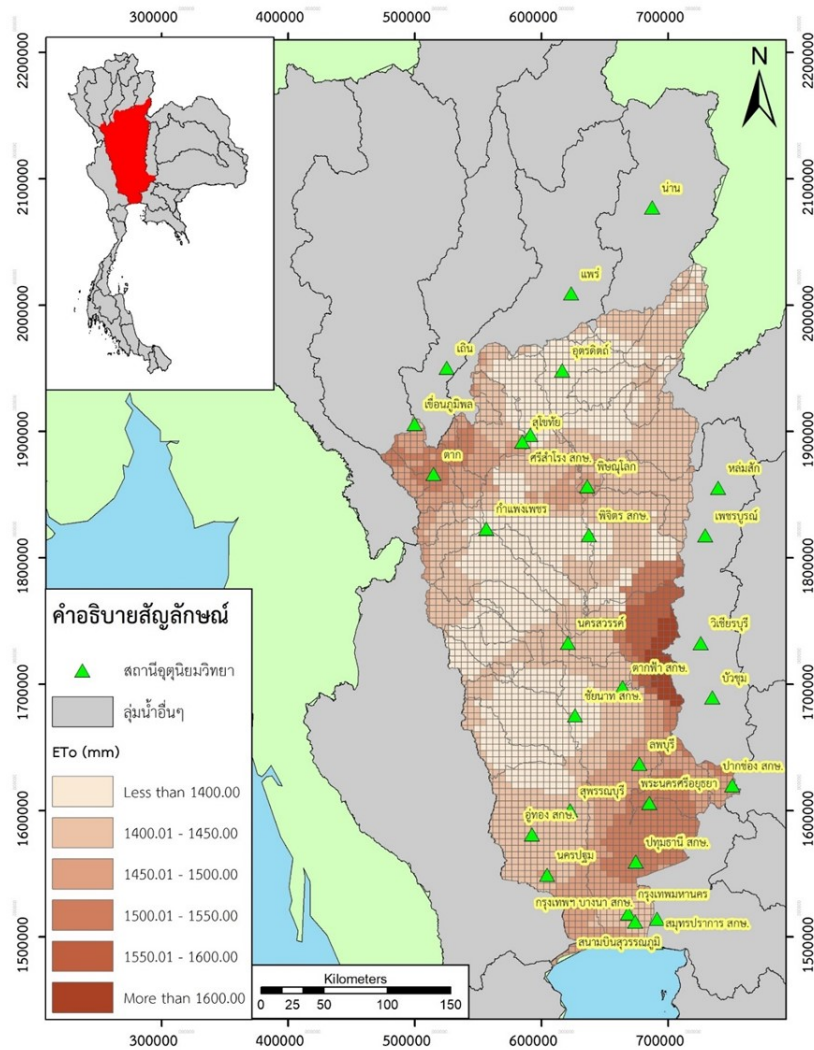 300000 400000 500000 600000 700000
2200000
2100000
2000000
1900000
1800000
1700000
1600000
1500000
N
น่าน
แพร่
เถิน
อุตรดิตถ์
เขื่อนภูมิพล
สุโขทัย
ตาก
ศรีสำโรง สกษ.
พิษณุโลก
หล่มสัก
กำแพงเพชร
พิจิตร สกษ.
เพชรบูรณ์
นครสวรรค์
วิเชียรบุรี
ตากฟ้า สกษ.
ชัยนาท สกษ.
บัวชุม
ลพบุรี
ปากช่อง สกษ.
สุพรรณบุรี
พระนครศรีอยุธยา
อู่ทอง สกษ.
ปทุมธานี สกษ.
นครปฐม
กรุงเทพมหานคร
กรุงเทพฯ บางนา สกษ.
สมุทรปราการ สกษ.
สนามบินสุวรรณภูมิ
คำอธิบายสัญลักษณ์
สถานีอุตุนิยมวิทยา
ลุ่มน้ำอื่นๆ
ETo (mm)
Less than 1400.00
1400.01 - 1450.00
1450.01 - 1500.00
1500.01 - 1550.00
1550.01 - 1600.00
More than 1600.00
Kilometers
0 25 50 100 150
2200000
2100000
2000000
1900000
1800000
1700000
1600000
1500000
300000 400000 500000 600000 700000